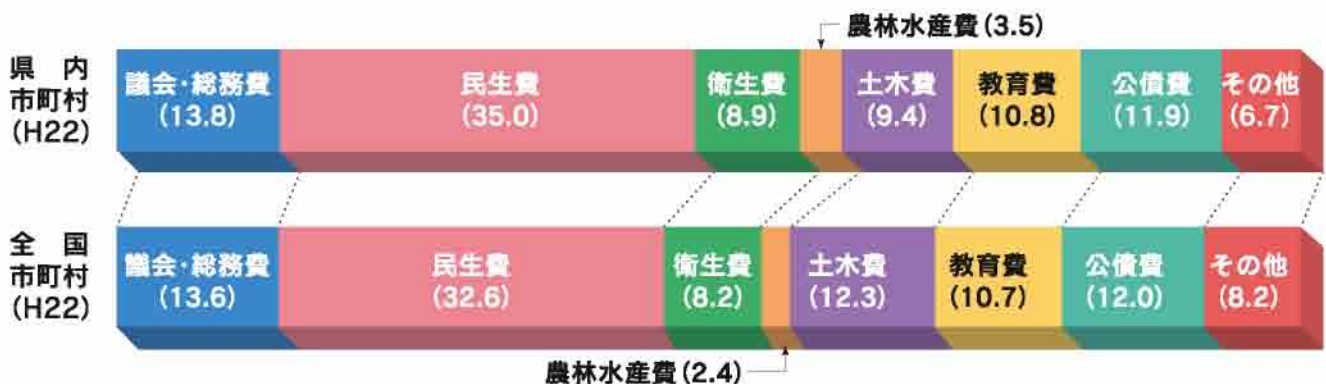 農林水産費(3.5)
県内
市町村
(H22)
議会・総務費
(13.8)
民生費
(35.0)
衛生費
(8.9)
土木費
(9.4)
教育費
(10.8)
公債費
(11.9)
その他
(6.7)
全国
市町村
(H22)
議会・総務費
(13.6)
民生費
(32.6)
衛生費
(8.2)
土木費
(12.3)
教育費
(10.7)
公債費
(12.0)
その他
(8.2)
農林水産費(2.4)